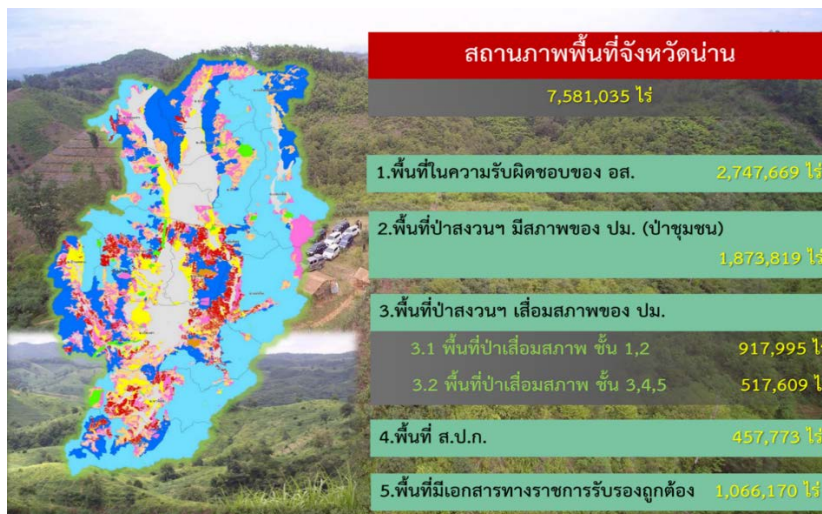 สถานภาพพื้นที่จังหวัดน่าน
7,581,035 ไร่
1.พื้นที่ในความรับผิดชอบของ อส. 2,747,669 ไร่
2.พื้นที่ป่าสงวนฯ มีสภาพของ ปม. (ป่าชุมชน)
1,873,819 ไร่
3.พื้นที่ป่าสงวนฯ เสื่อมสภาพของ ปม.
3.1 พื้นที่ป่าเสื่อมสภาพ ชั้น 1,2 917,995 ไ
3.2 พื้นที่ป่าเสื่อมสภาพ ชั้น 3,4,5 517,609 ไ
4.พื้นที่ ส.ป.ก. 457,773 ไร่
5.พื้นที่มีเอกสารทางราชการรับรองถูกต้อง 1,066,170 ไร่